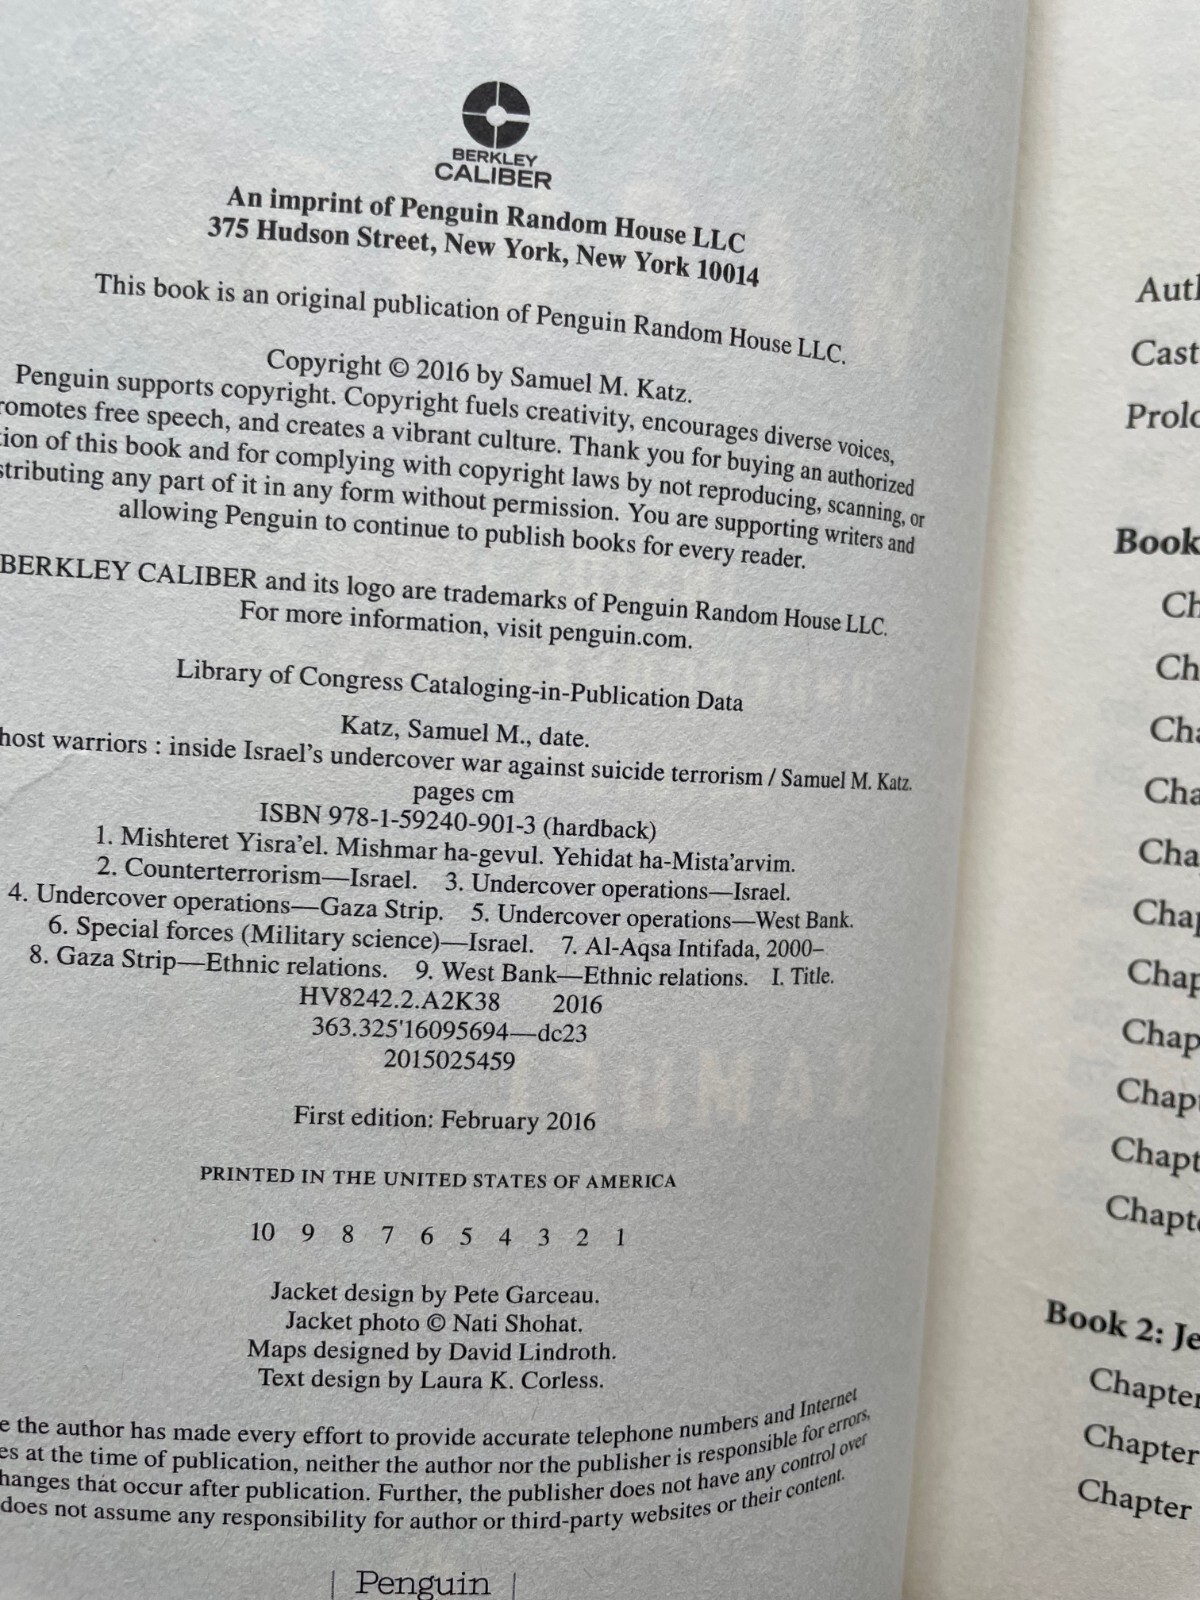 BERKLEY
CALIBER
An imprint of Penguin Random House LLC
375 Hudson Street, New York, New York 10014
This book is an original publication of Penguin Random House LLC.
Copyright © 2016 by Samuel M. Katz.
Penguin supports copyright. Copyright fuels creativity, encourages diverse voices,
romotes free speech, and creates a vibrant culture. Thank you for buying an authorized
tion of this book and for complying with copyright laws by not reproducing, scanning, or
stributing any part of it in any form without permission. You are supporting writers and
allowing Penguin to continue to publish books for every reader.
BERKLEY CALIBER and its logo are trademarks of Penguin Random House LLC.
For more information, visit penguin.com.
Library of Congress Cataloging-in-Publication Data
Katz, Samuel M., date.
host warriors : inside Israel's undercover war against suicide terrorism / Samuel M. Katz.
pages cm
ISBN 978-1-59240-901-3 (hardback)
1. Mishteret Yisra'el. Mishmar ha-gevul. Yehidat ha-Mista'arvim.
2. Counterterrorism—Israel. 3. Undercover operations—Israel.
4. Undercover operations—Gaza Strip. 5. Undercover operations—West Bank.
6. Special forces (Military science)—Israel. 7. Al-Aqsa Intifada, 2000–
8. Gaza Strip—Ethnic relations. 9. West Bank—Ethnic relations. I. Title.
HV8242.2.A2K38 2016
363.325'16095694—dc23
2015025459
First edition: February 2016
PRINTED IN THE UNITED STATES OF AMERICA
10 9 8 7 6 5 4 3 2 1
Jacket design by Pete Garceau.
Jacket photo © Nati Shohat.
Maps designed by David Lindroth.
Text design by Laura K. Corless.
e the author has made every effort to provide accurate telephone numbers and Internet
es at the time of publication, neither the author nor the publisher is responsible for errors,
hanges that occur after publication. Further, the publisher does not have any control over
does not assume any responsibility for author or third-party websites or their content.
| Penguin |
Auth
Cast
Prolo
Book
Ch
Ch
Cha
Cha
Cha
Chap
Chap
Chap
Chapt
Chapt
Chapte
Book 2: Je
Chapter
Chapter
Chapter